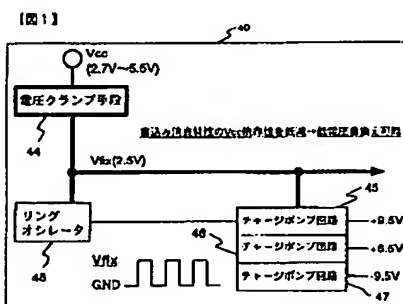 【図1】
40
Vcc
(2.7V~5.5V)
電圧クランプ手段
44
書込み消去特性のVcc依存性を低減→低電圧書換え可能
Vfix(2.5V)
45
リング
オシレータ
チャージポンプ回路
+9.5V
46
チャージポンプ回路
+6.5V
Vfix
チャージポンプ回路
-9.5V
GND
47
48